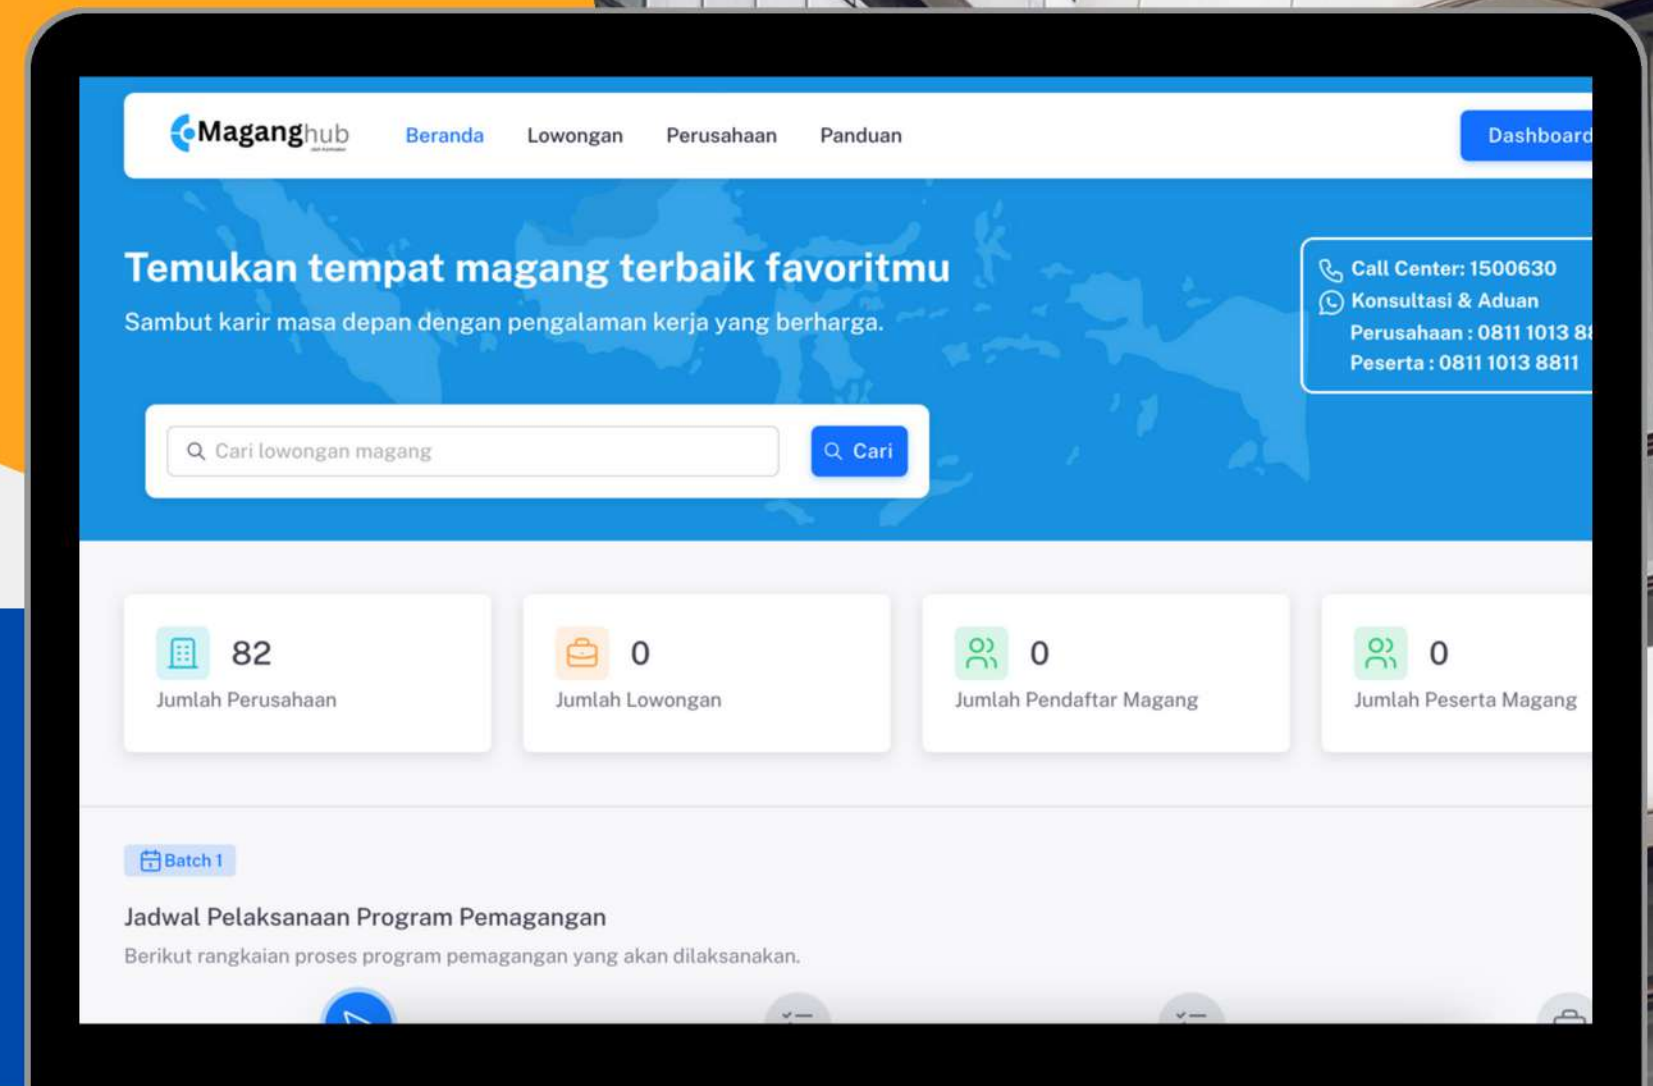 Maganghub
Beranda
Lowongan
Perusahaan
Panduan
Dashboard
Temukan tempat magang terbaik favoritmu
Sambut karir masa depan dengan pengalaman kerja yang berharga.
Call Center: 1500630
Konsultasi & Aduan
Perusahaan : 0811 1013
Peserta : 0811 1013 8811
Cari lowongan magang
Cari
82
Jumlah Perusahaan
0
Jumlah Lowongan
0
Jumlah Pendaftar Magang
0
Jumlah Peserta Magang
Batch 1
Jadwal Pelaksanaan Program Pemagangan
Berikut rangkaian proses program pemagangan yang akan dilaksanakan.